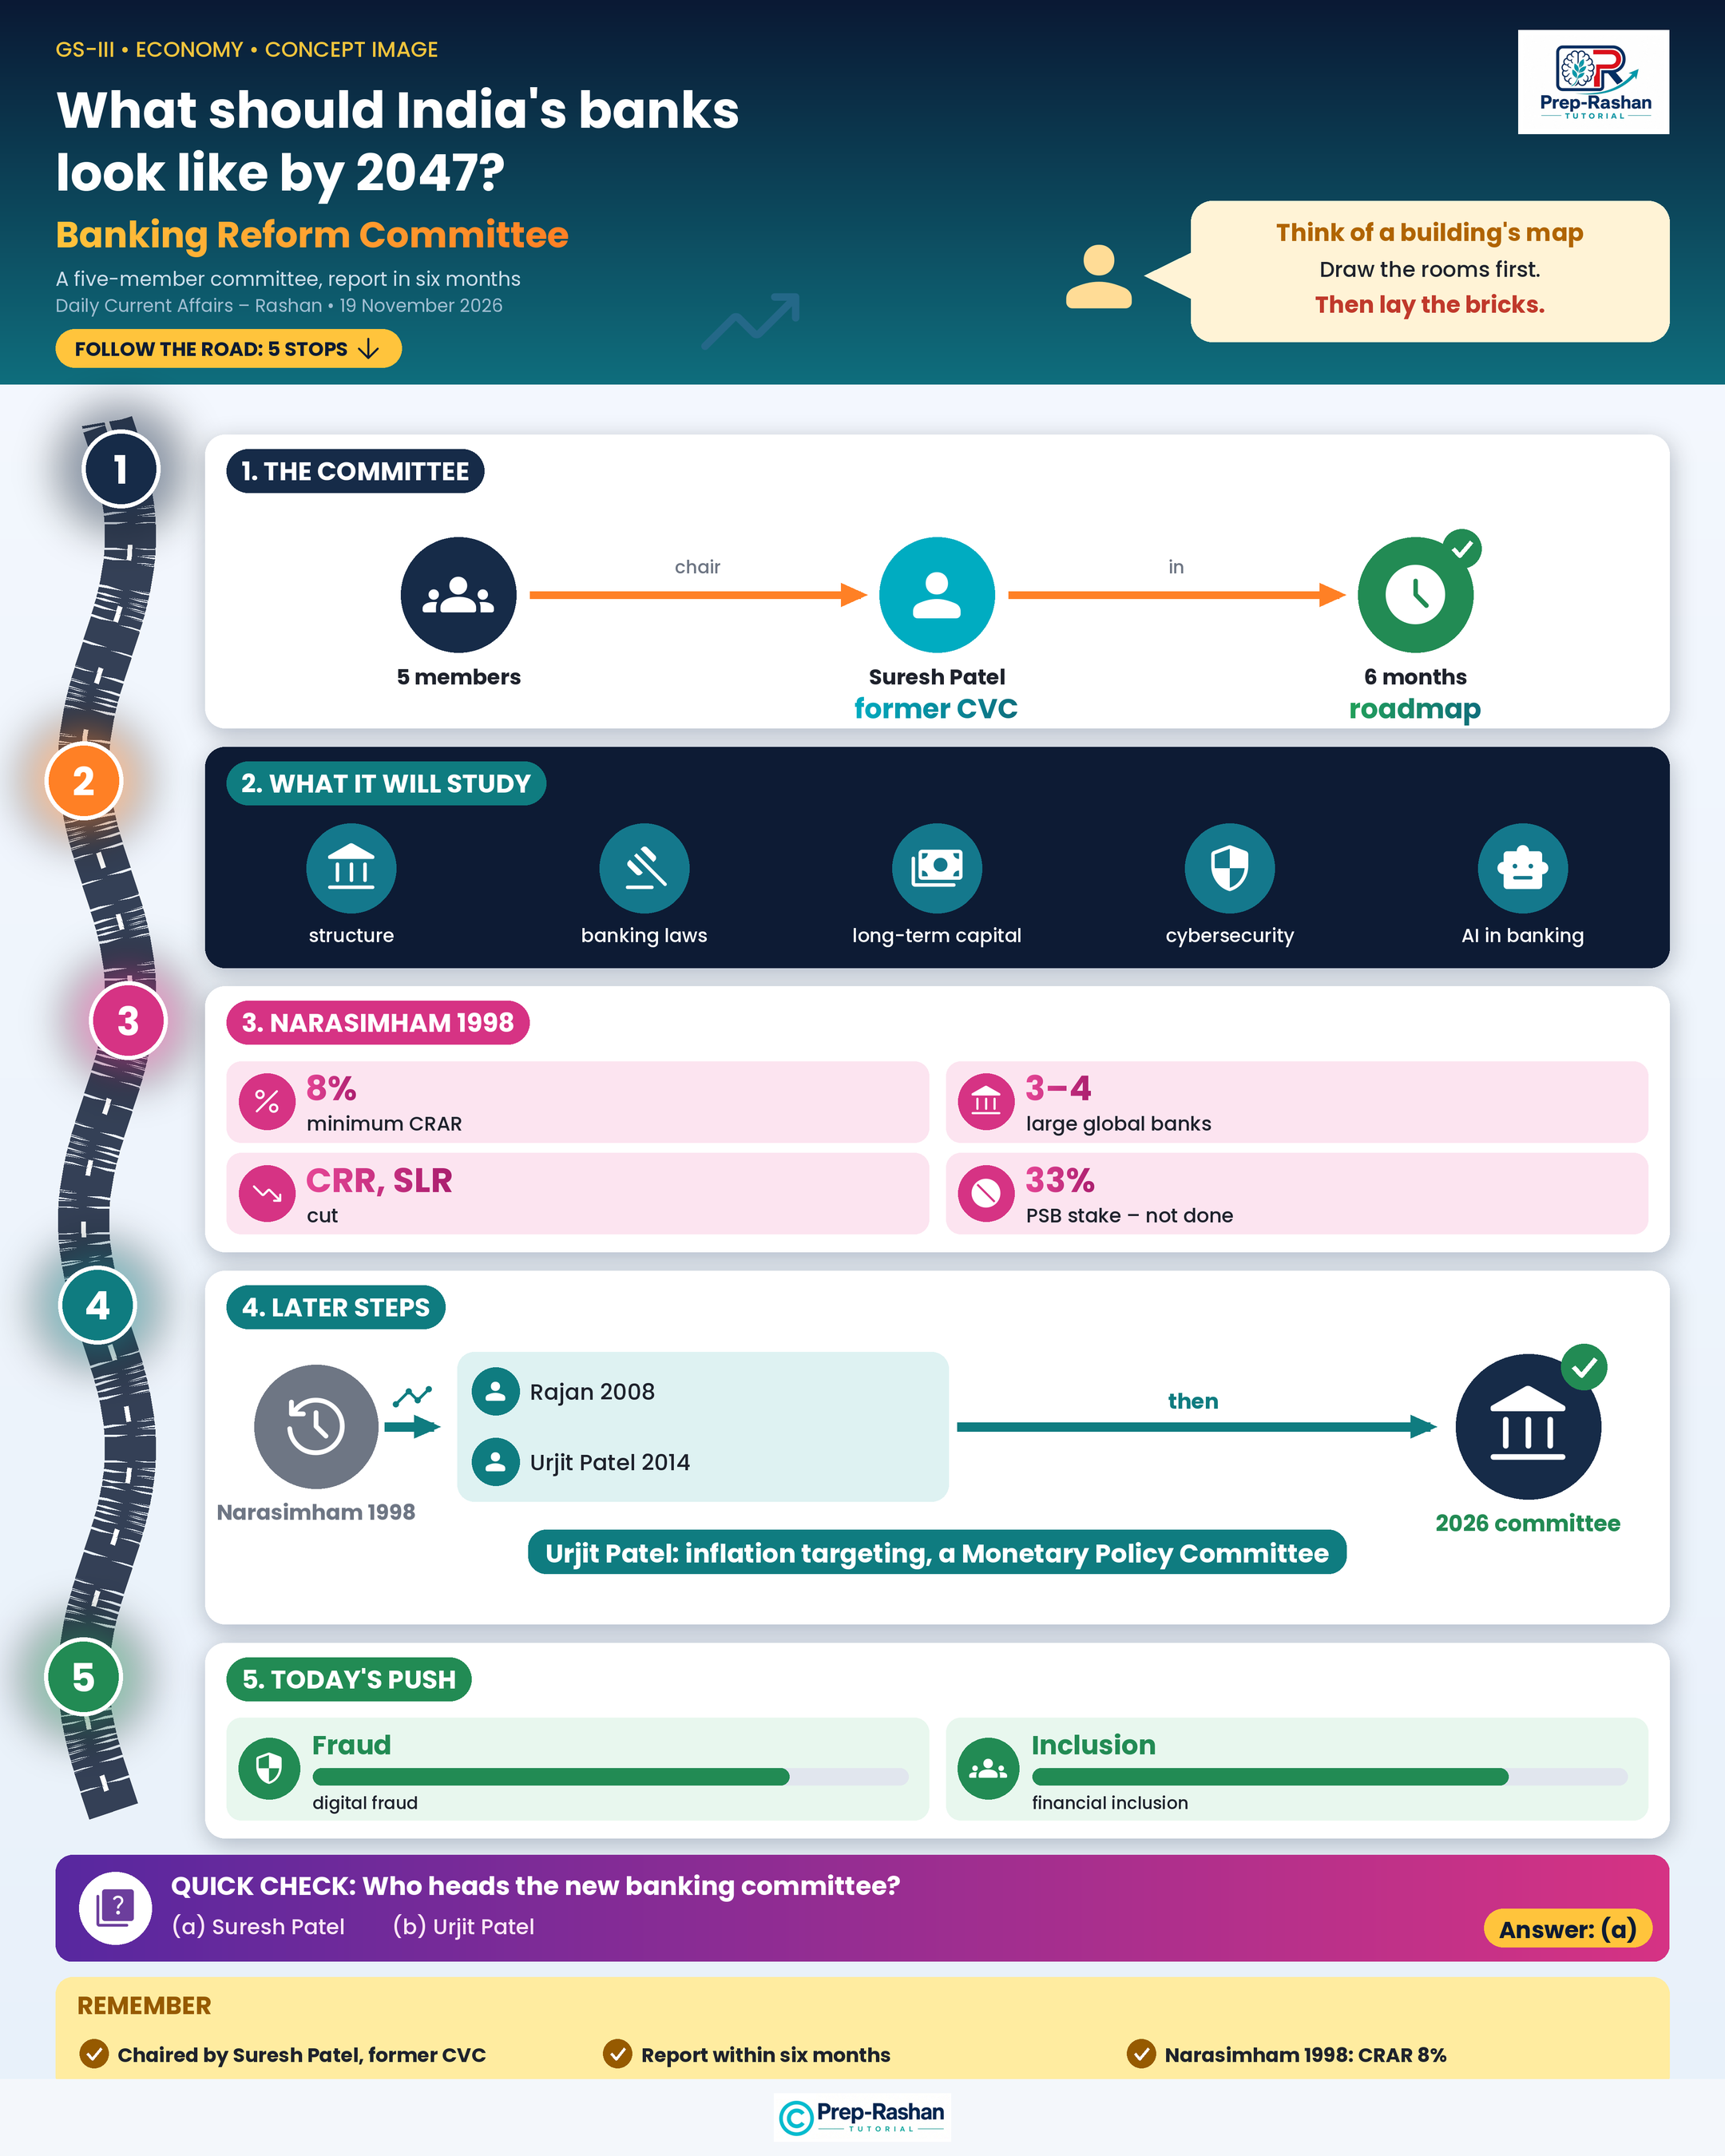 GS-III • ECONOMY • CONCEPT IMAGE
What should India's banks
look like by 2047?
Banking Reform Committee
A five-member committee, report in six months
Daily Current Affairs – Rashan • 19 November 2026
FOLLOW THE ROAD: 5 STOPS
Prep-Rashan
TUTORIAL
Think of a building's map
Draw the rooms first.
Then lay the bricks.
1
1. THE COMMITTEE
chair
in
5 members
Suresh Patel
former CVC
6 months
roadmap
2
2. WHAT IT WILL STUDY
structure
banking laws
long-term capital
cybersecurity
AI in banking
3
3. NARASIMHAM 1998
8%
minimum CRAR
3–4
large global banks
CRR, SLR
cut
33%
PSB stake – not done
4
4. LATER STEPS
Narasimham 1998
Rajan 2008
Urjit Patel 2014
then
2026 committee
Urjit Patel: inflation targeting, a Monetary Policy Committee
5
5. TODAY'S PUSH
Fraud
digital fraud
Inclusion
financial inclusion
QUICK CHECK: Who heads the new banking committee?
(a) Suresh Patel (b) Urjit Patel
Answer: (a)
REMEMBER
Chaired by Suresh Patel, former CVC
Report within six months
Narasimham 1998: CRAR 8%
© Prep-Rashan
TUTORIAL